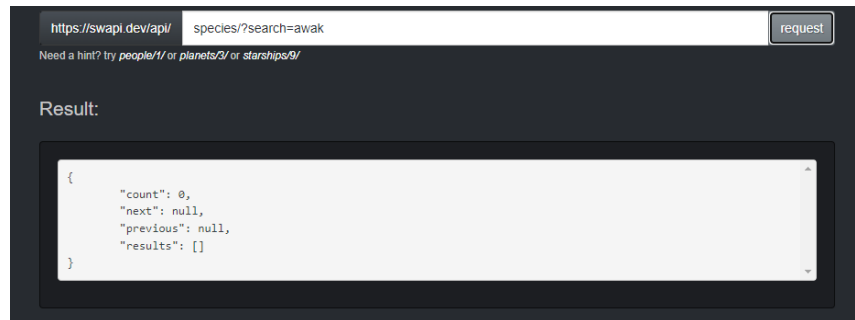 https://swapi.dev/api/ species/?search=awak request
Need a hint? try people/1/ or planets/3/ or starships/9/
Result:
{
"count": 0,
"next": null,
"previous": null,
"results": []
}